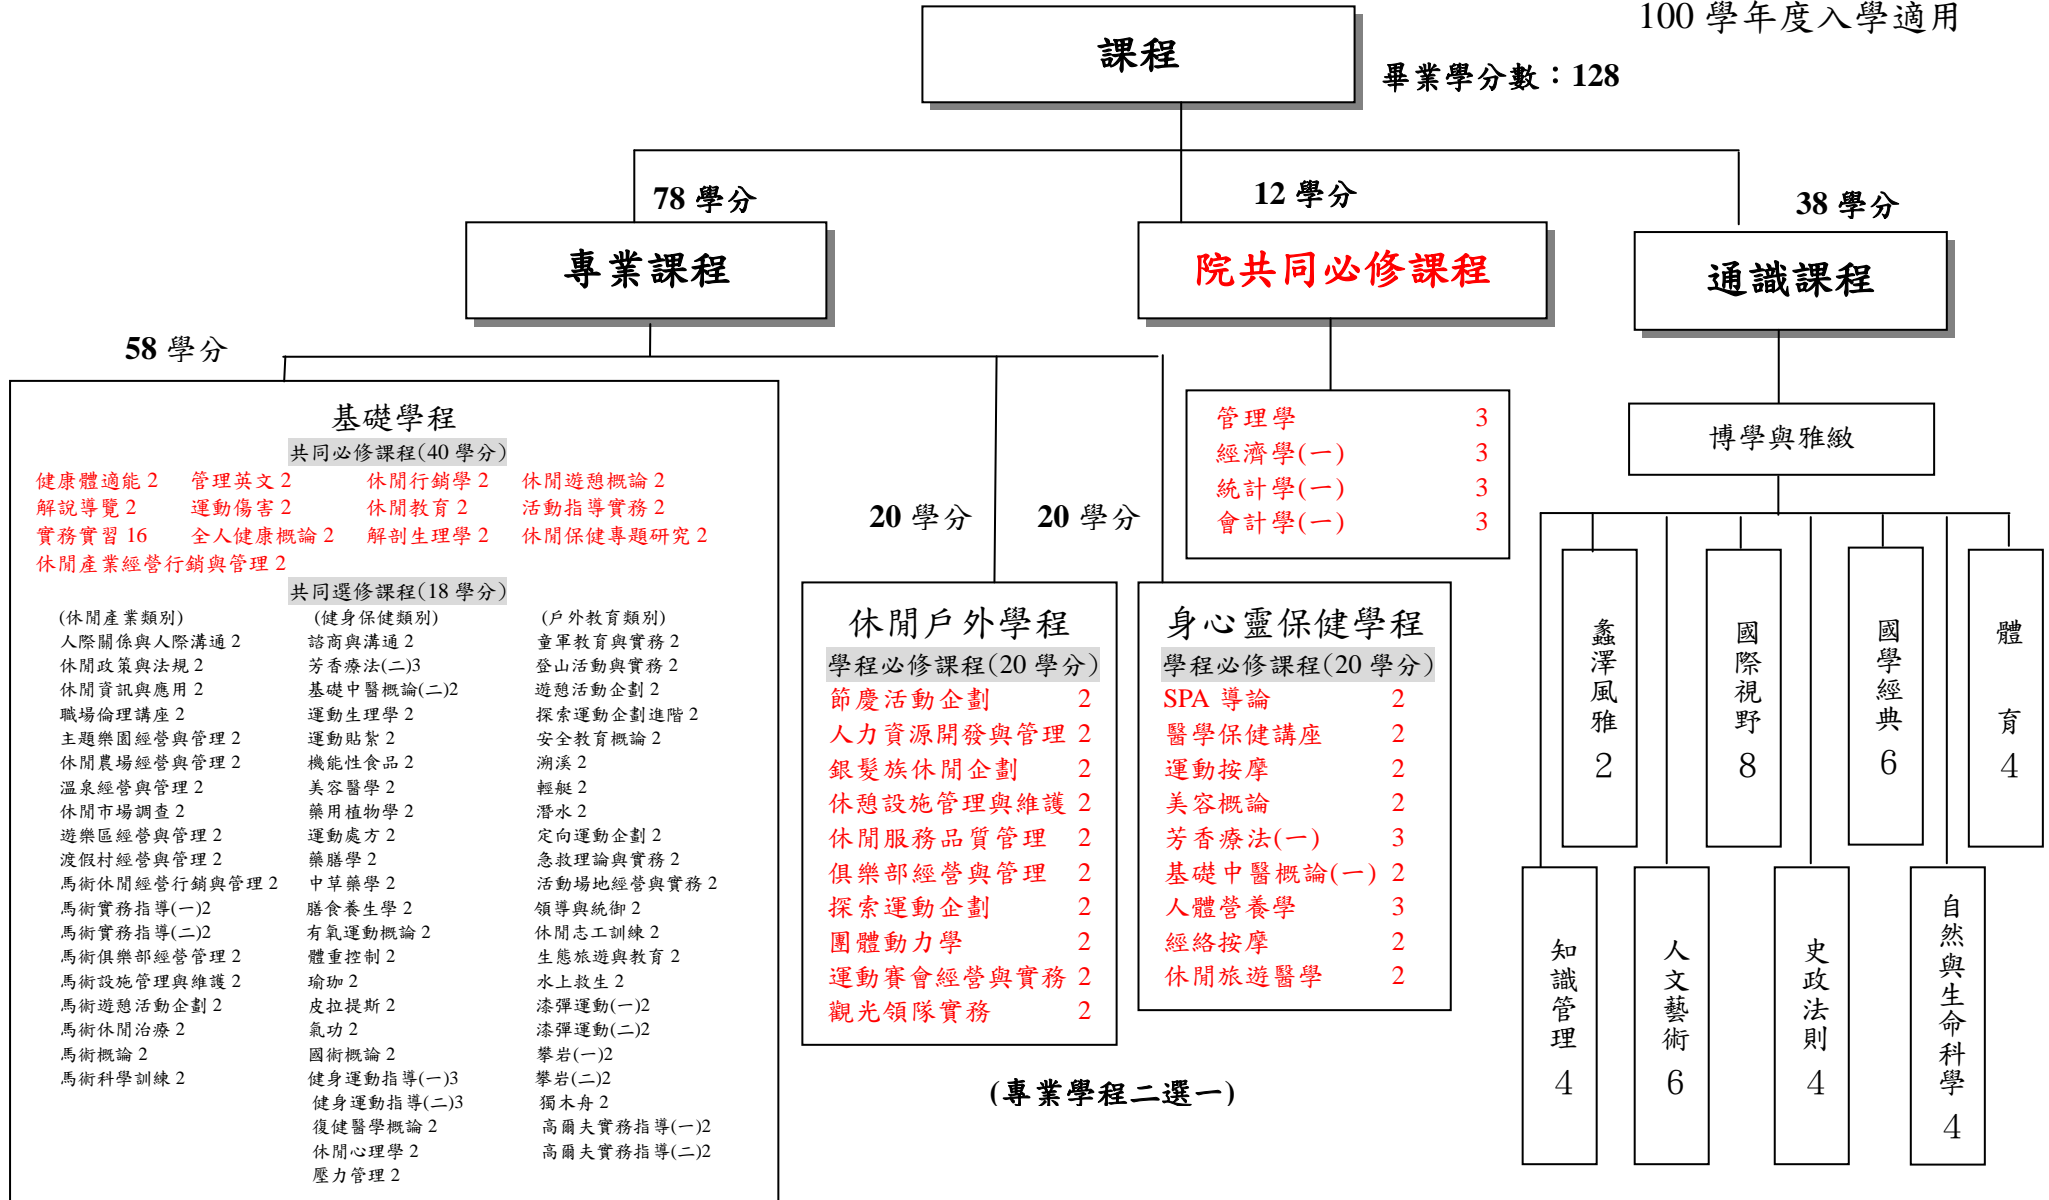 100 學年度入學適用
課程
畢業學分數：128
78 學分
12 學分
38 學分
專業課程
院共同必修課程
通識課程
58 學分
基礎學程
共同必修課程(40 學分)
健康體適能 2 管理英文 2 休閒行銷學 2 休閒遊憩概論 2
解說導覽 2 運動傷害 2 休閒教育 2 活動指導實務 2
實務實習 16 全人健康概論 2 解剖生理學 2 休閒保健專題研究 2
休閒產業經營行銷與管理 2
共同選修課程(18 學分)
(休閒產業類別)
人際關係與人際溝通 2
休閒政策與法規 2
休閒資訊與應用 2
職場倫理講座 2
主題樂園經營與管理 2
休閒農場經營與管理 2
溫泉經營與管理 2
休閒市場調查 2
遊樂區經營與管理 2
渡假村經營與管理 2
馬術休閒經營行銷與管理 2
馬術實務指導(一)2
馬術實務指導(二)2
馬術俱樂部經營管理 2
馬術設施管理與維護 2
馬術遊憩活動企劃 2
馬術休閒治療 2
馬術概論 2
馬術科學訓練 2
(健身保健類別)
諮商與溝通 2
芳香療法(二)3
基礎中醫概論(二)2
運動生理學 2
運動貼紮 2
機能性食品 2
美容醫學 2
藥用植物學 2
運動處方 2
藥膳學 2
中草藥學 2
膳食養生學 2
有氧運動概論 2
體重控制 2
瑜珈 2
皮拉提斯 2
氣功 2
國術概論 2
健身運動指導(一)3
健身運動指導(二)3
復健醫學概論 2
休閒心理學 2
壓力管理 2
(戶外教育類別)
童軍教育與實務 2
登山活動與實務 2
遊憩活動企劃 2
探索運動企劃進階 2
安全教育概論 2
溯溪 2
輕艇 2
潛水 2
定向運動企劃 2
急救理論與實務 2
活動場地經營與實務 2
領導與統御 2
休閒志工訓練 2
生態旅遊與教育 2
水上救生 2
漆彈運動(一)2
漆彈運動(二)2
攀岩(一)2
攀岩(二)2
獨木舟 2
高爾夫實務指導(一)2
高爾夫實務指導(二)2
20 學分
20 學分
休閒戶外學程
學程必修課程(20 學分)
節慶活動企劃 2
人力資源開發與管理 2
銀髮族休閒企劃 2
休憩設施管理與維護 2
休閒服務品質管理 2
俱樂部經營與管理 2
探索運動企劃 2
團體動力學 2
運動賽會經營與實務 2
觀光領隊實務 2
身心靈保健學程
學程必修課程(20 學分)
SPA 導論 2
醫學保健講座 2
運動按摩 2
美容概論 2
芳香療法(一) 3
基礎中醫概論(一) 2
人體營養學 3
經絡按摩 2
休閒旅遊醫學 2
(專業學程二選一)
管理學 3
經濟學(一) 3
統計學(一) 3
會計學(一) 3
博學與雅緻
蠡澤風雅 2
國際視野 8
國學經典 6
體育 4
知識管理 4
人文藝術 6
史政法則 4
自然與生命科學 4